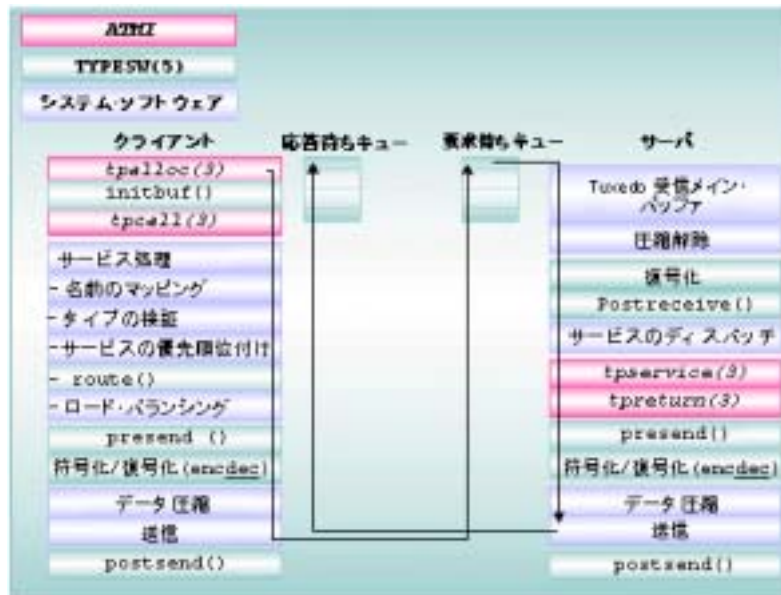 ATMI
TYPESW(5)
システム・ソフトウェア
クライアント
応答待ちキュー
要求待ちキュー
サーバ
tpalloc(3)
initbuf()
tpcall(3)
サービス処理
- 名前のマッピング
- タイプの検証
- サービスの優先順位付け
- route()
- ロード・バランシング
presend ()
符号化/復号化(encdec)
データ圧縮
送信
postsend()
Tuxedo 受信メイン・
バッファ
圧縮解除
復号化
Postreceive()
サービスのディスパッチ
tpservice(3)
tpreturn(3)
presend()
符号化/復号化(encdec)
データ圧縮
送信
postsend()